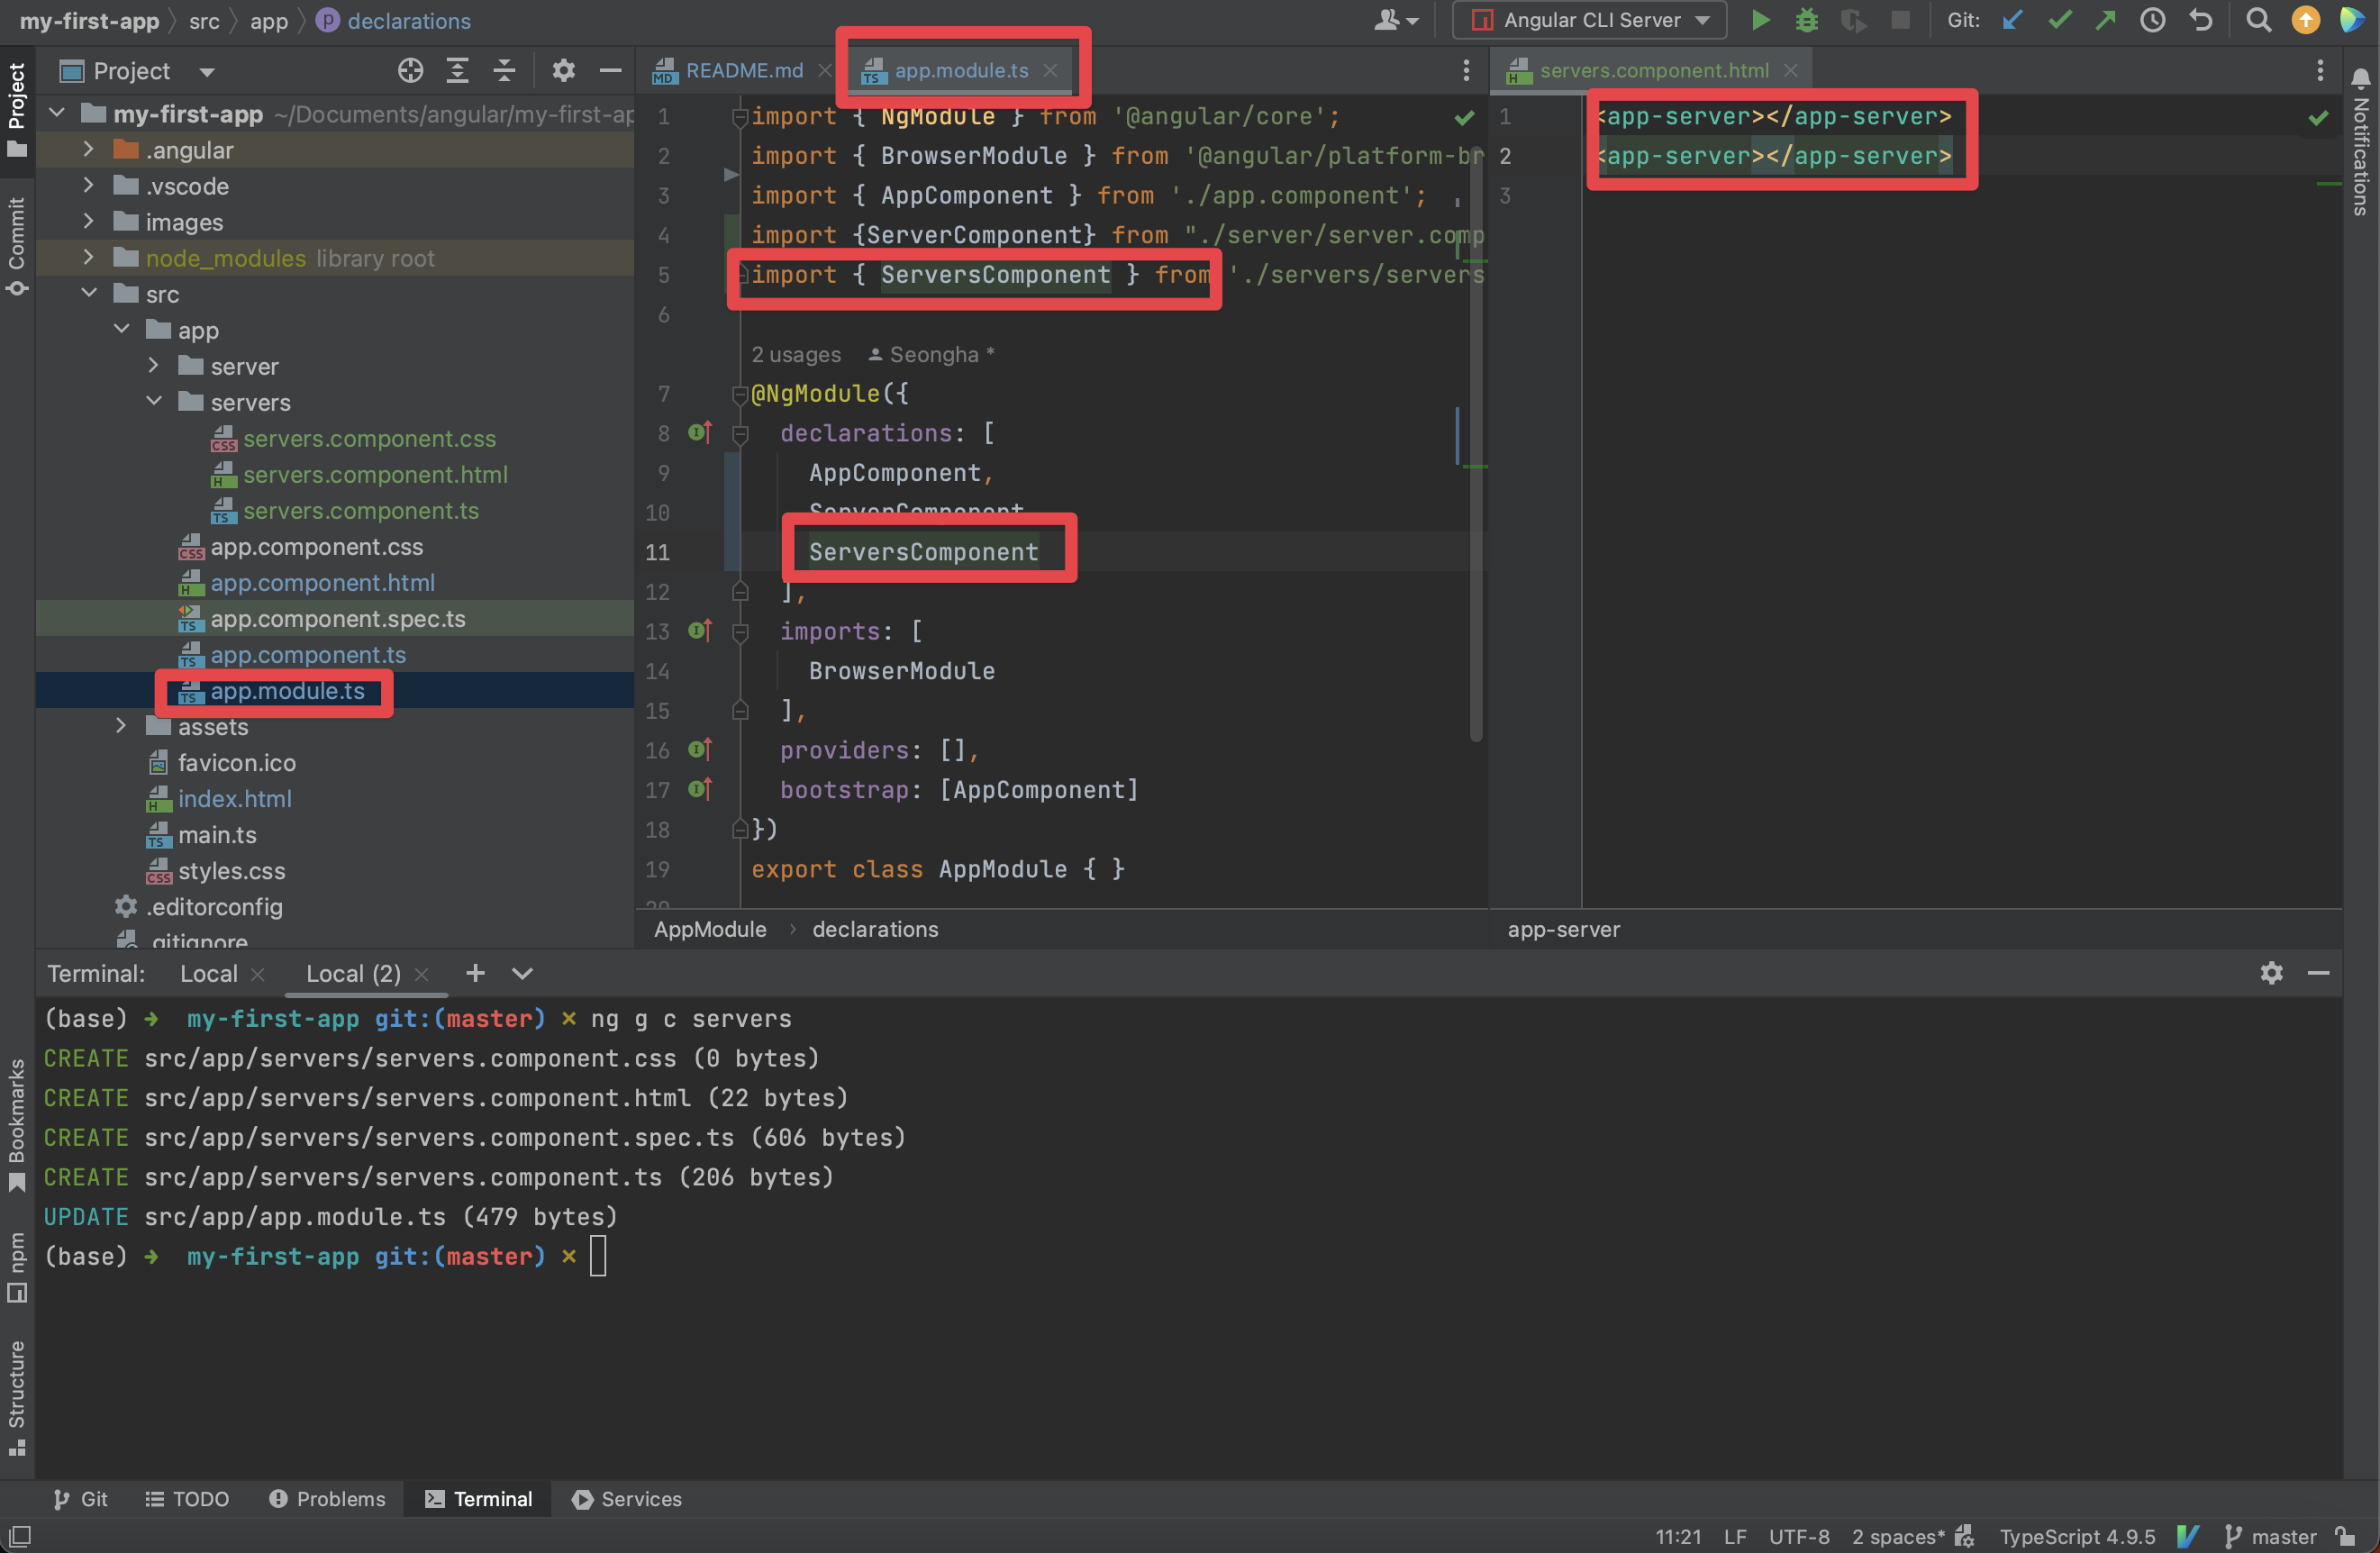 my-first-app src app declarations
Angular CLI Server Git:
Project
README.md app.module.ts servers.component.html
my-first-app ~/Documents/angular/my-first-ap
.angular
.vscode
images
node_modules library root
src
app
server
servers
servers.component.css
servers.component.html
servers.component.ts
app.component.css
app.component.html
app.component.spec.ts
app.component.ts
app.module.ts
assets
favicon.ico
index.html
main.ts
styles.css
.editorconfig
.gitignore
1 import { NgModule } from '@angular/core';
2 import { BrowserModule } from '@angular/platform-br
3 import { AppComponent } from './app.component';
4 import {ServerComponent} from "./server/server.comp
5 import { ServersComponent } from './servers/servers
6
2 usages Seongha *
7 @NgModule({
8 declarations: [
9 AppComponent,
10 ServerComponent
11 ServersComponent
12 ],
13 imports: [
14 BrowserModule
15 ],
16 providers: [],
17 bootstrap: [AppComponent]
18 })
19 export class AppModule { }
20
AppModule > declarations
1 <app-server></app-server>
2 <app-server></app-server>
3
app-server
Project
Commit
Bookmarks
npm
Structure
Notifications
Terminal: Local Local (2)
(base) ➜ my-first-app git:(master) ✗ ng g c servers
CREATE src/app/servers/servers.component.css (0 bytes)
CREATE src/app/servers/servers.component.html (22 bytes)
CREATE src/app/servers/servers.component.spec.ts (606 bytes)
CREATE src/app/servers/servers.component.ts (206 bytes)
UPDATE src/app/app.module.ts (479 bytes)
(base) ➜ my-first-app git:(master) ✗
Git TODO Problems Terminal Services
11:21 LF UTF-8 2 spaces* TypeScript 4.9.5 master